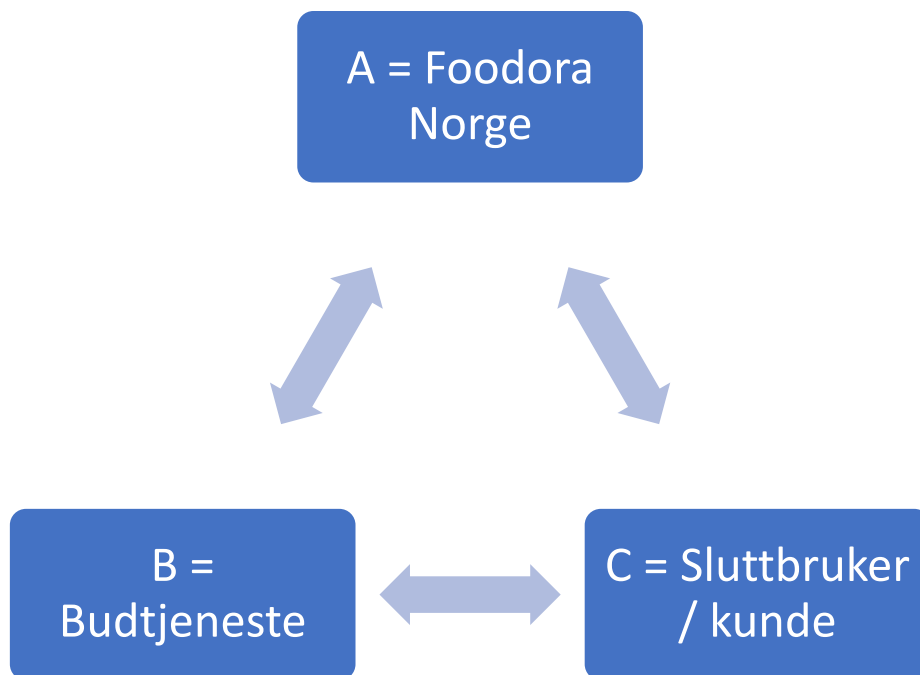 A = Foodora
Norge
B =
Budtjeneste
C = Sluttbruker
/ kunde